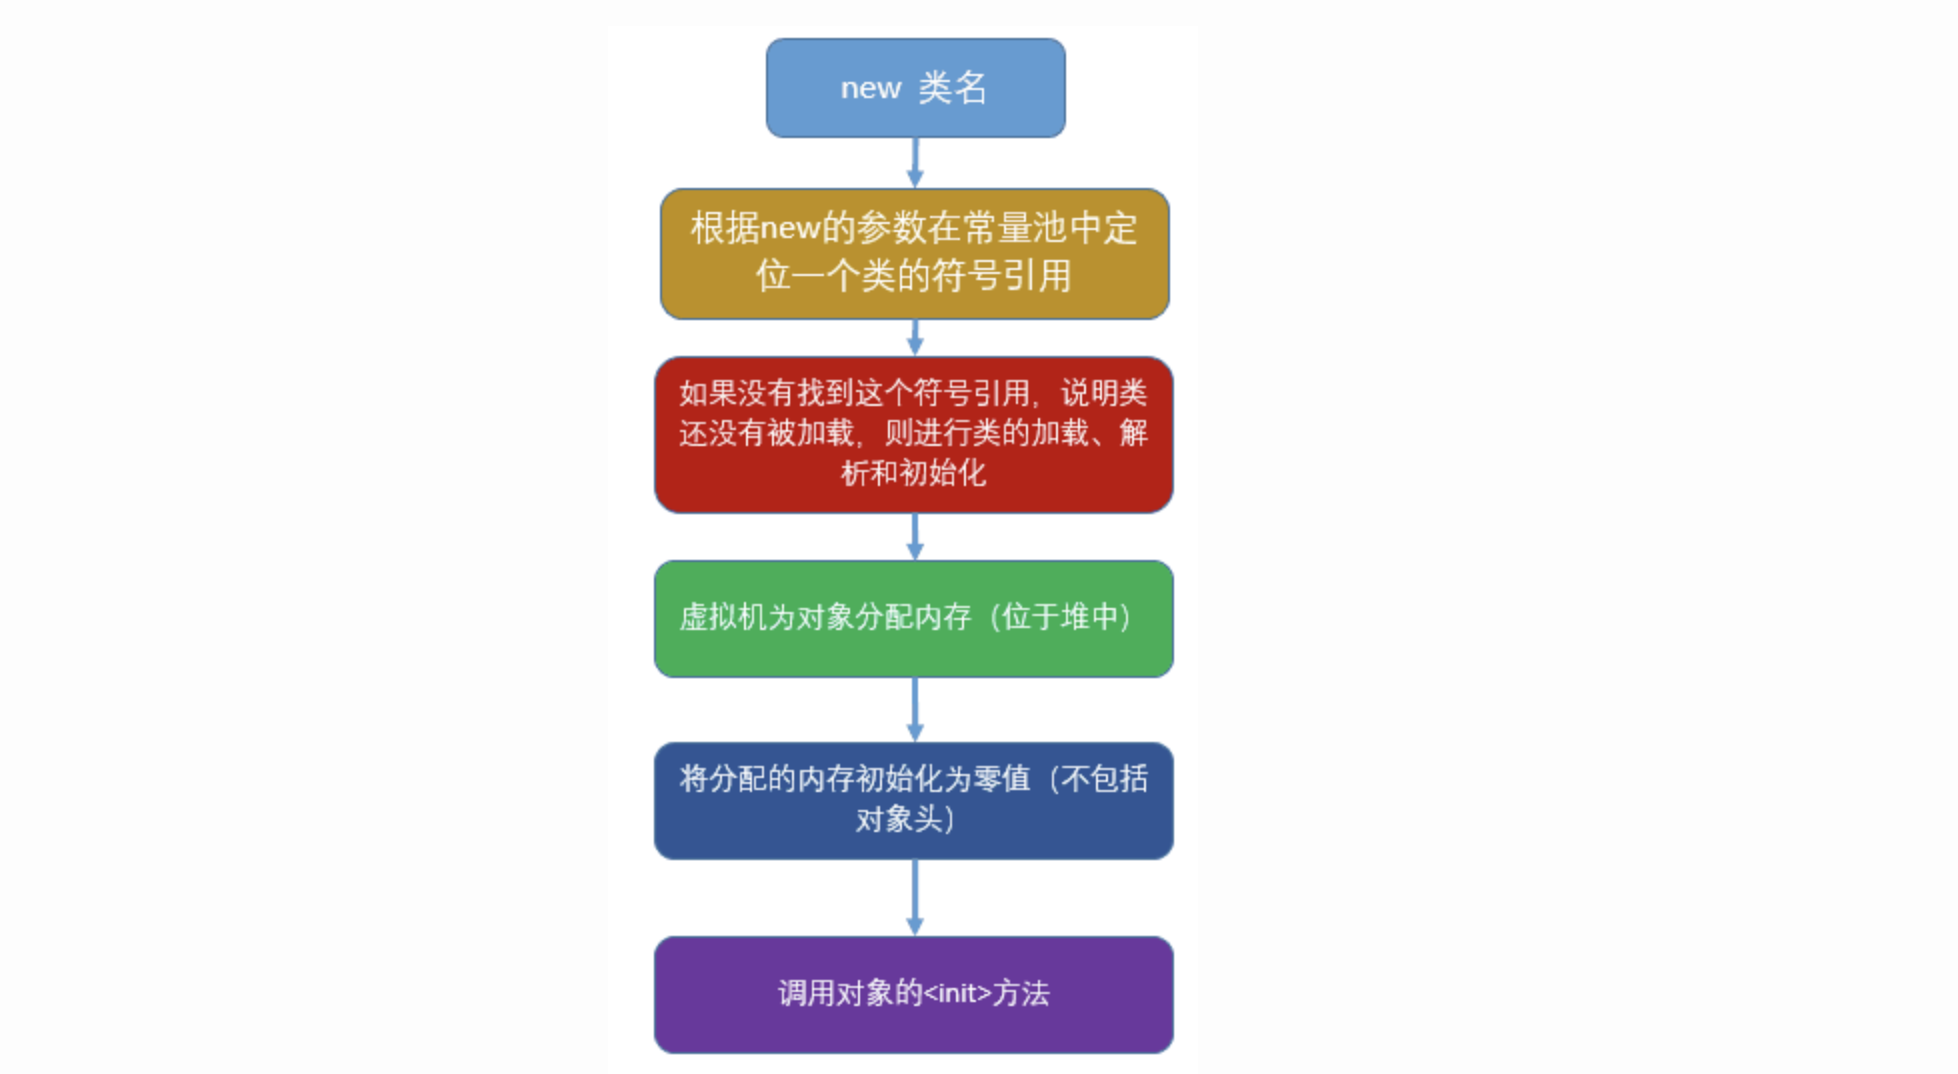 new 类名
根据new的参数在常量池中定
位一个类的符号引用
如果没有找到这个符号引用，说明类
还没有被加载，则进行类的加载、解
析和初始化
虚拟机为对象分配内存（位于堆中）
将分配的内存初始化为零值（不包括
对象头）
调用对象的<init>方法